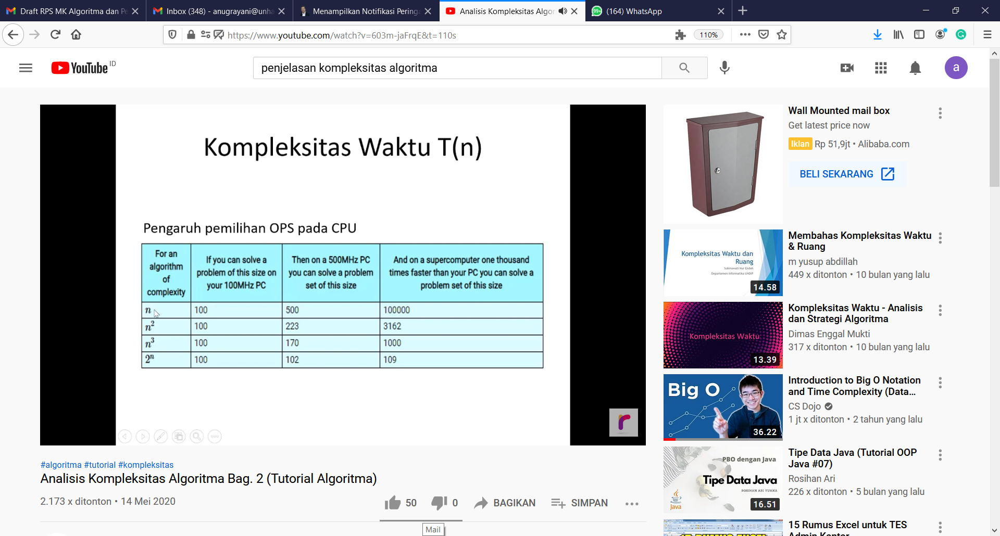 Draft RPS MK Algoritma dan Pe
Inbox (348) - anugrayani@unha
Menampilkan Notifikasi Peringa
Analisis Kompleksitas Algor
99+
(164) WhatsApp
https://www.youtube.com/watch?v=603m-jaFrqE&t=110s
110%
YouTube ID
penjelasan kompleksitas algoritma
a
Kompleksitas Waktu T(n)
Pengaruh pemilihan OPS pada CPU
For an algorithm of complexity
If you can solve a problem of this size on your 100MHz PC
Then on a 500MHz PC you can solve a problem set of this size
And on a supercomputer one thousand times faster than your PC you can solve a problem set of this size
n 100 500 100000
n² 100 223 3162
n³ 100 170 1000
2ⁿ 100 102 109
r
#algoritma #tutorial #kompleksitas
Analisis Kompleksitas Algoritma Bag. 2 (Tutorial Algoritma)
2.173 x ditonton • 14 Mei 2020
50
0
BAGIKAN
SIMPAN
Mail
Wall Mounted mail box
Get latest price now
Iklan Rp 51,9jt • Alibaba.com
BELI SEKARANG
Kompleksitas Waktu dan
Ruang
Sukmawati Nur Endah
Departemen Informatika UNDIP
14.58
Membahas Kompleksitas Waktu
& Ruang
m yusup abdillah
449 x ditonton • 10 bulan yang lalu
Kompleksitas Waktu
13.39
Kompleksitas Waktu - Analisis
dan Strategi Algoritma
Dimas Enggal Mukti
317 x ditonton • 10 bulan yang lalu
Big O
36.22
Introduction to Big O Notation
and Time Complexity (Data...
CS Dojo
1 jt x ditonton • 2 tahun yang lalu
PBO dengan Java
Tipe Data Java
ROSIHAN ARI YUANA
Java
16.51
Tipe Data Java (Tutorial OOP
Java #07)
Rosihan Ari
226 x ditonton • 5 bulan yang lalu
15 Rumus Excel untuk TES
Admin Kantor